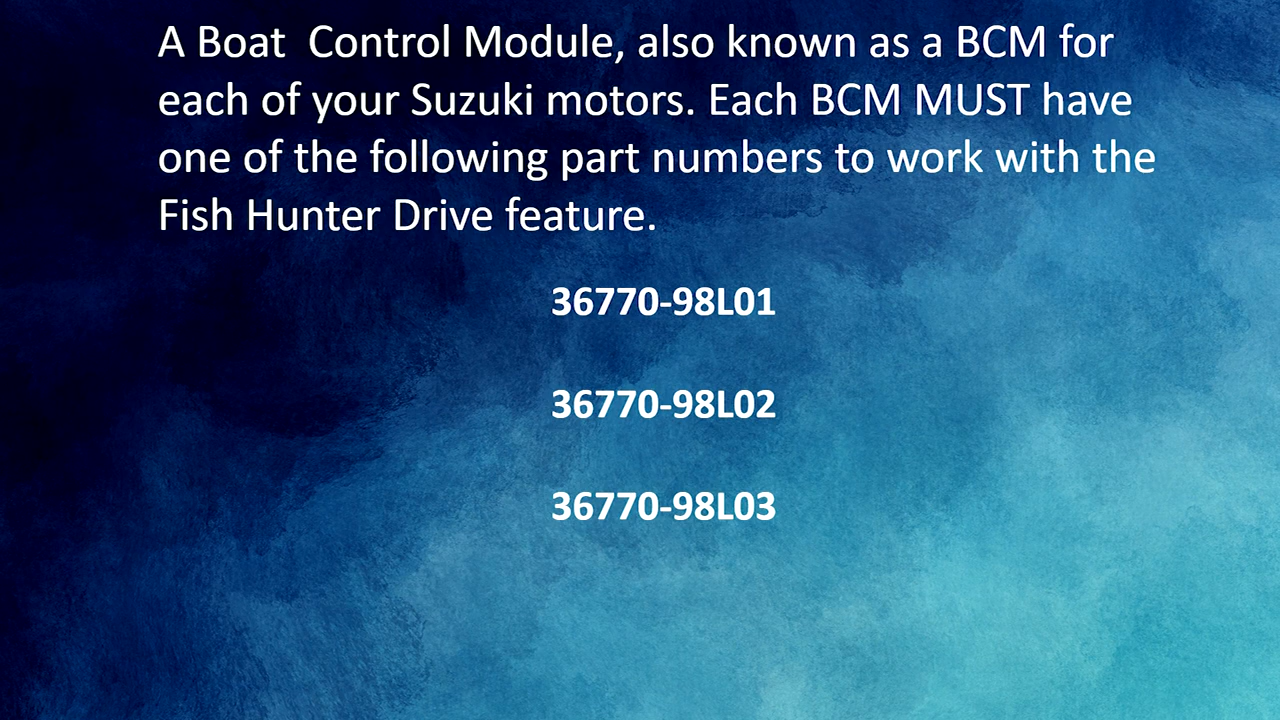 A Boat  Control Module, also known as a BCM for
each of your Suzuki motors. Each BCM MUST have
one of the following part numbers to work with the
Fish Hunter Drive feature.
36770-98L01
36770-98L02
36770-98L03